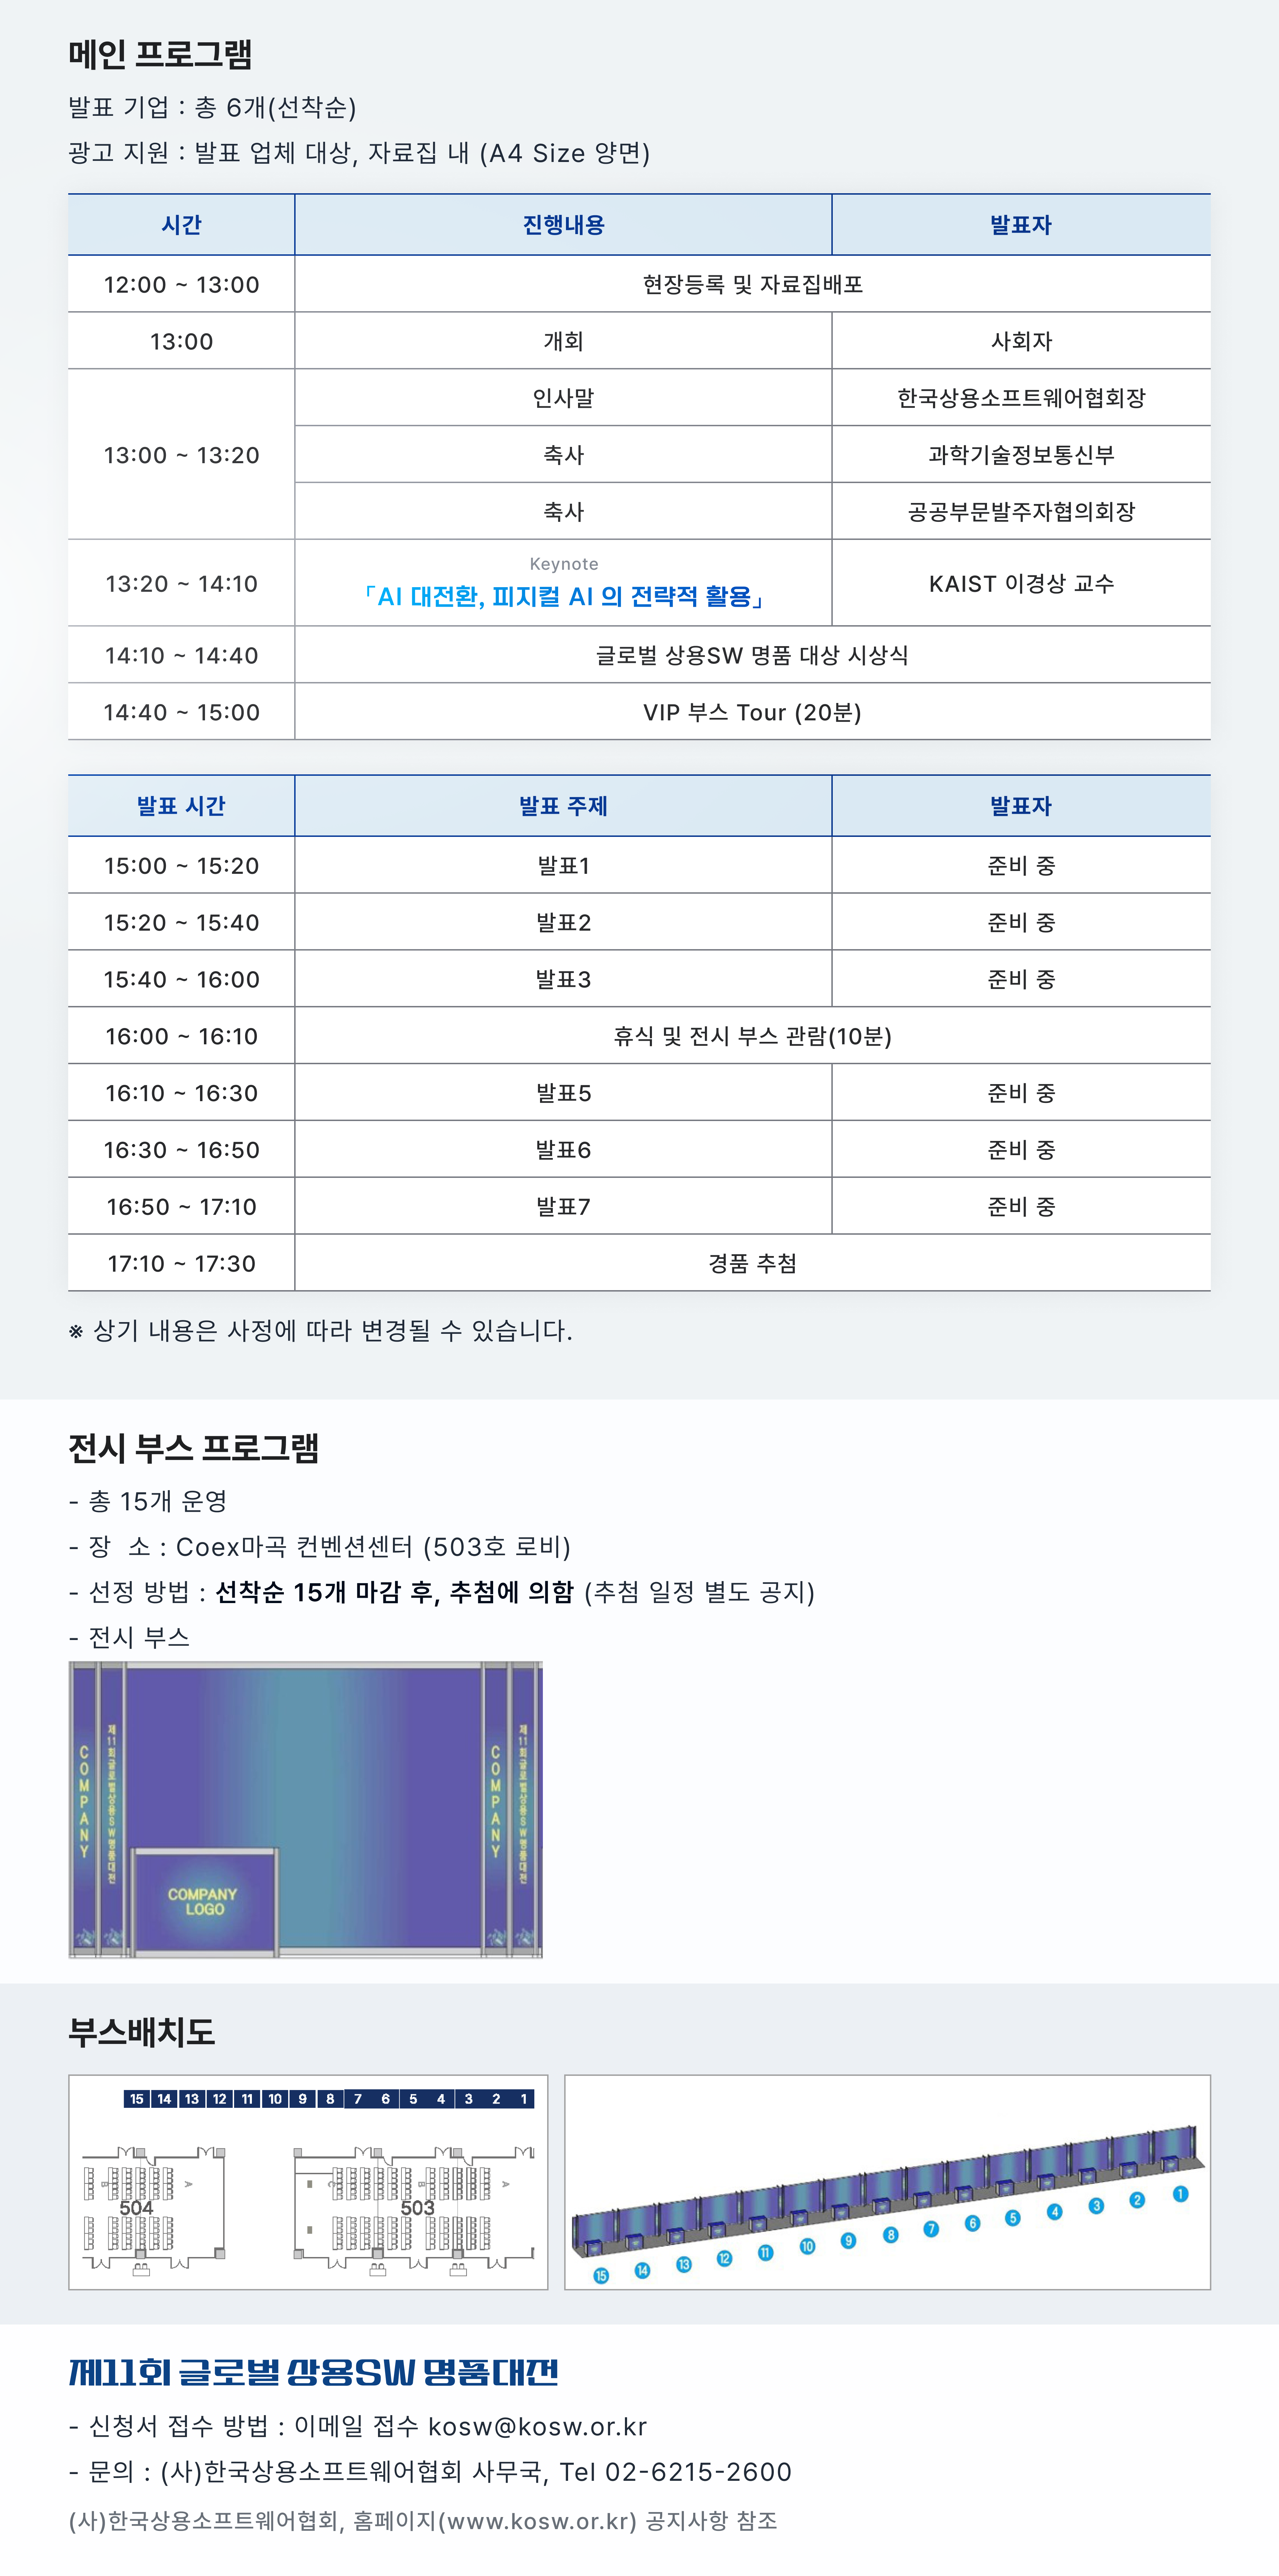 메인 프로그램
발표 기업 : 총 6개(선착순)
광고 지원 : 발표 업체 대상, 자료집 내 (A4 Size 양면)
시간 진행내용 발표자
12:00 ~ 13:00 현장등록 및 자료집배포
13:00 개회 사회자
13:00 ~ 13:20 인사말 한국상용소프트웨어협회장
축사 과학기술정보통신부
축사 공공부문발주자협의회장
13:20 ~ 14:10 Keynote
「AI 대전환, 피지컬 AI 의 전략적 활용」 KAIST 이경상 교수
14:10 ~ 14:40 글로벌 상용SW 명품 대상 시상식
14:40 ~ 15:00 VIP 부스 Tour (20분)
발표 시간 발표 주제 발표자
15:00 ~ 15:20 발표1 준비 중
15:20 ~ 15:40 발표2 준비 중
15:40 ~ 16:00 발표3 준비 중
16:00 ~ 16:10 휴식 및 전시 부스 관람(10분)
16:10 ~ 16:30 발표5 준비 중
16:30 ~ 16:50 발표6 준비 중
16:50 ~ 17:10 발표7 준비 중
17:10 ~ 17:30 경품 추첨
※ 상기 내용은 사정에 따라 변경될 수 있습니다.
전시 부스 프로그램
- 총 15개 운영
- 장 소 : Coex마곡 컨벤션센터 (503호 로비)
- 선정 방법 : 선착순 15개 마감 후, 추첨에 의함 (추첨 일정 별도 공지)
- 전시 부스
COMPANY
제11회글로벌상용SW명품대전
COMPANY
LOGO
COMPANY
제11회글로벌상용SW명품대전
부스배치도
15 14 13 12 11 10 9 8 7 6 5 4 3 2 1
504
503
15 14 13 12 11 10 9 8 7 6 5 4 3 2 1
제11회 글로벌 상용SW 명품대전
- 신청서 접수 방법 : 이메일 접수 kosw@kosw.or.kr
- 문의 : (사)한국상용소프트웨어협회 사무국, Tel 02-6215-2600
(사)한국상용소프트웨어협회, 홈페이지(www.kosw.or.kr) 공지사항 참조